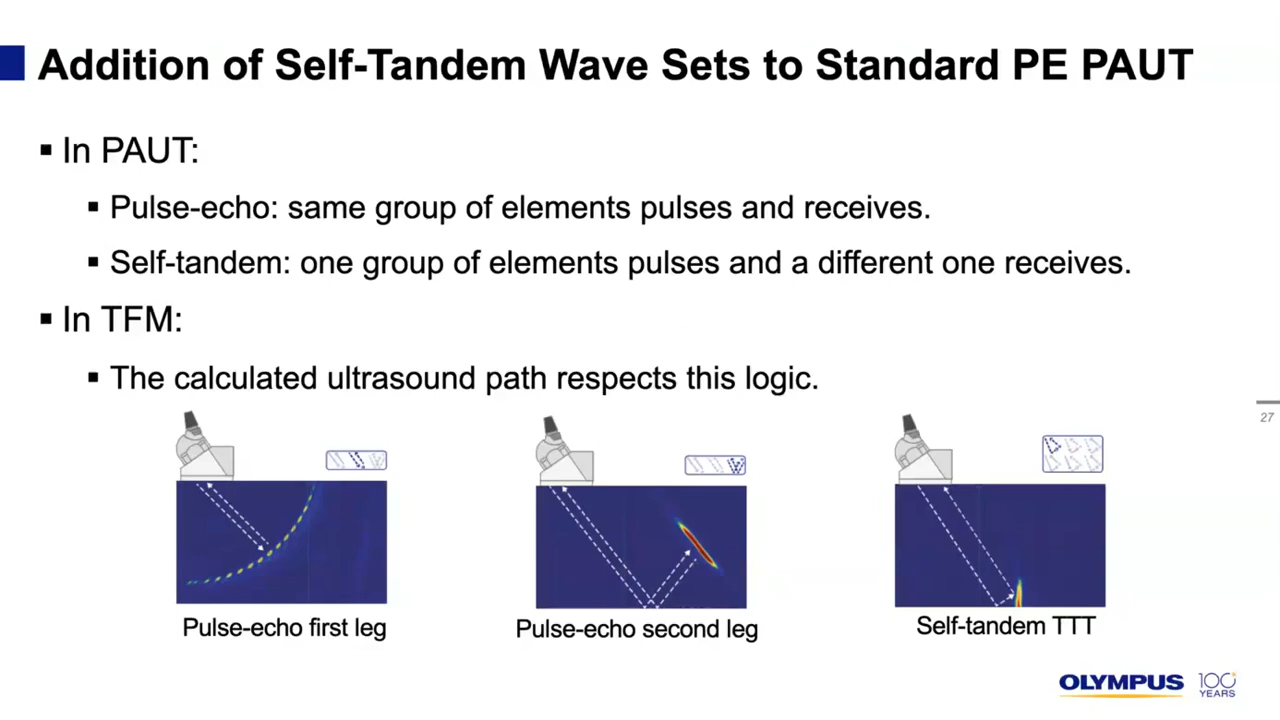 Addition of Self-Tandem Wave Sets to Standard PE PAUT
▪ In PAUT:
▪ Pulse-echo: same group of elements pulses and receives.
▪ Self-tandem: one group of elements pulses and a different one receives.
▪ In TFM:
▪ The calculated ultrasound path respects this logic.
27
Pulse-echo first leg
Pulse-echo second leg
Self-tandem TTT
OLYMPUS 100 YEARS